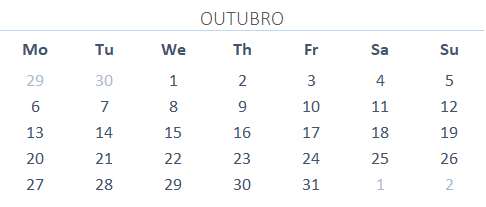 OUTUBRO
Mo Tu We Th Fr Sa Su
29 30 1 2 3 4 5
6 7 8 9 10 11 12
13 14 15 16 17 18 19
20 21 22 23 24 25 26
27 28 29 30 31 1 2